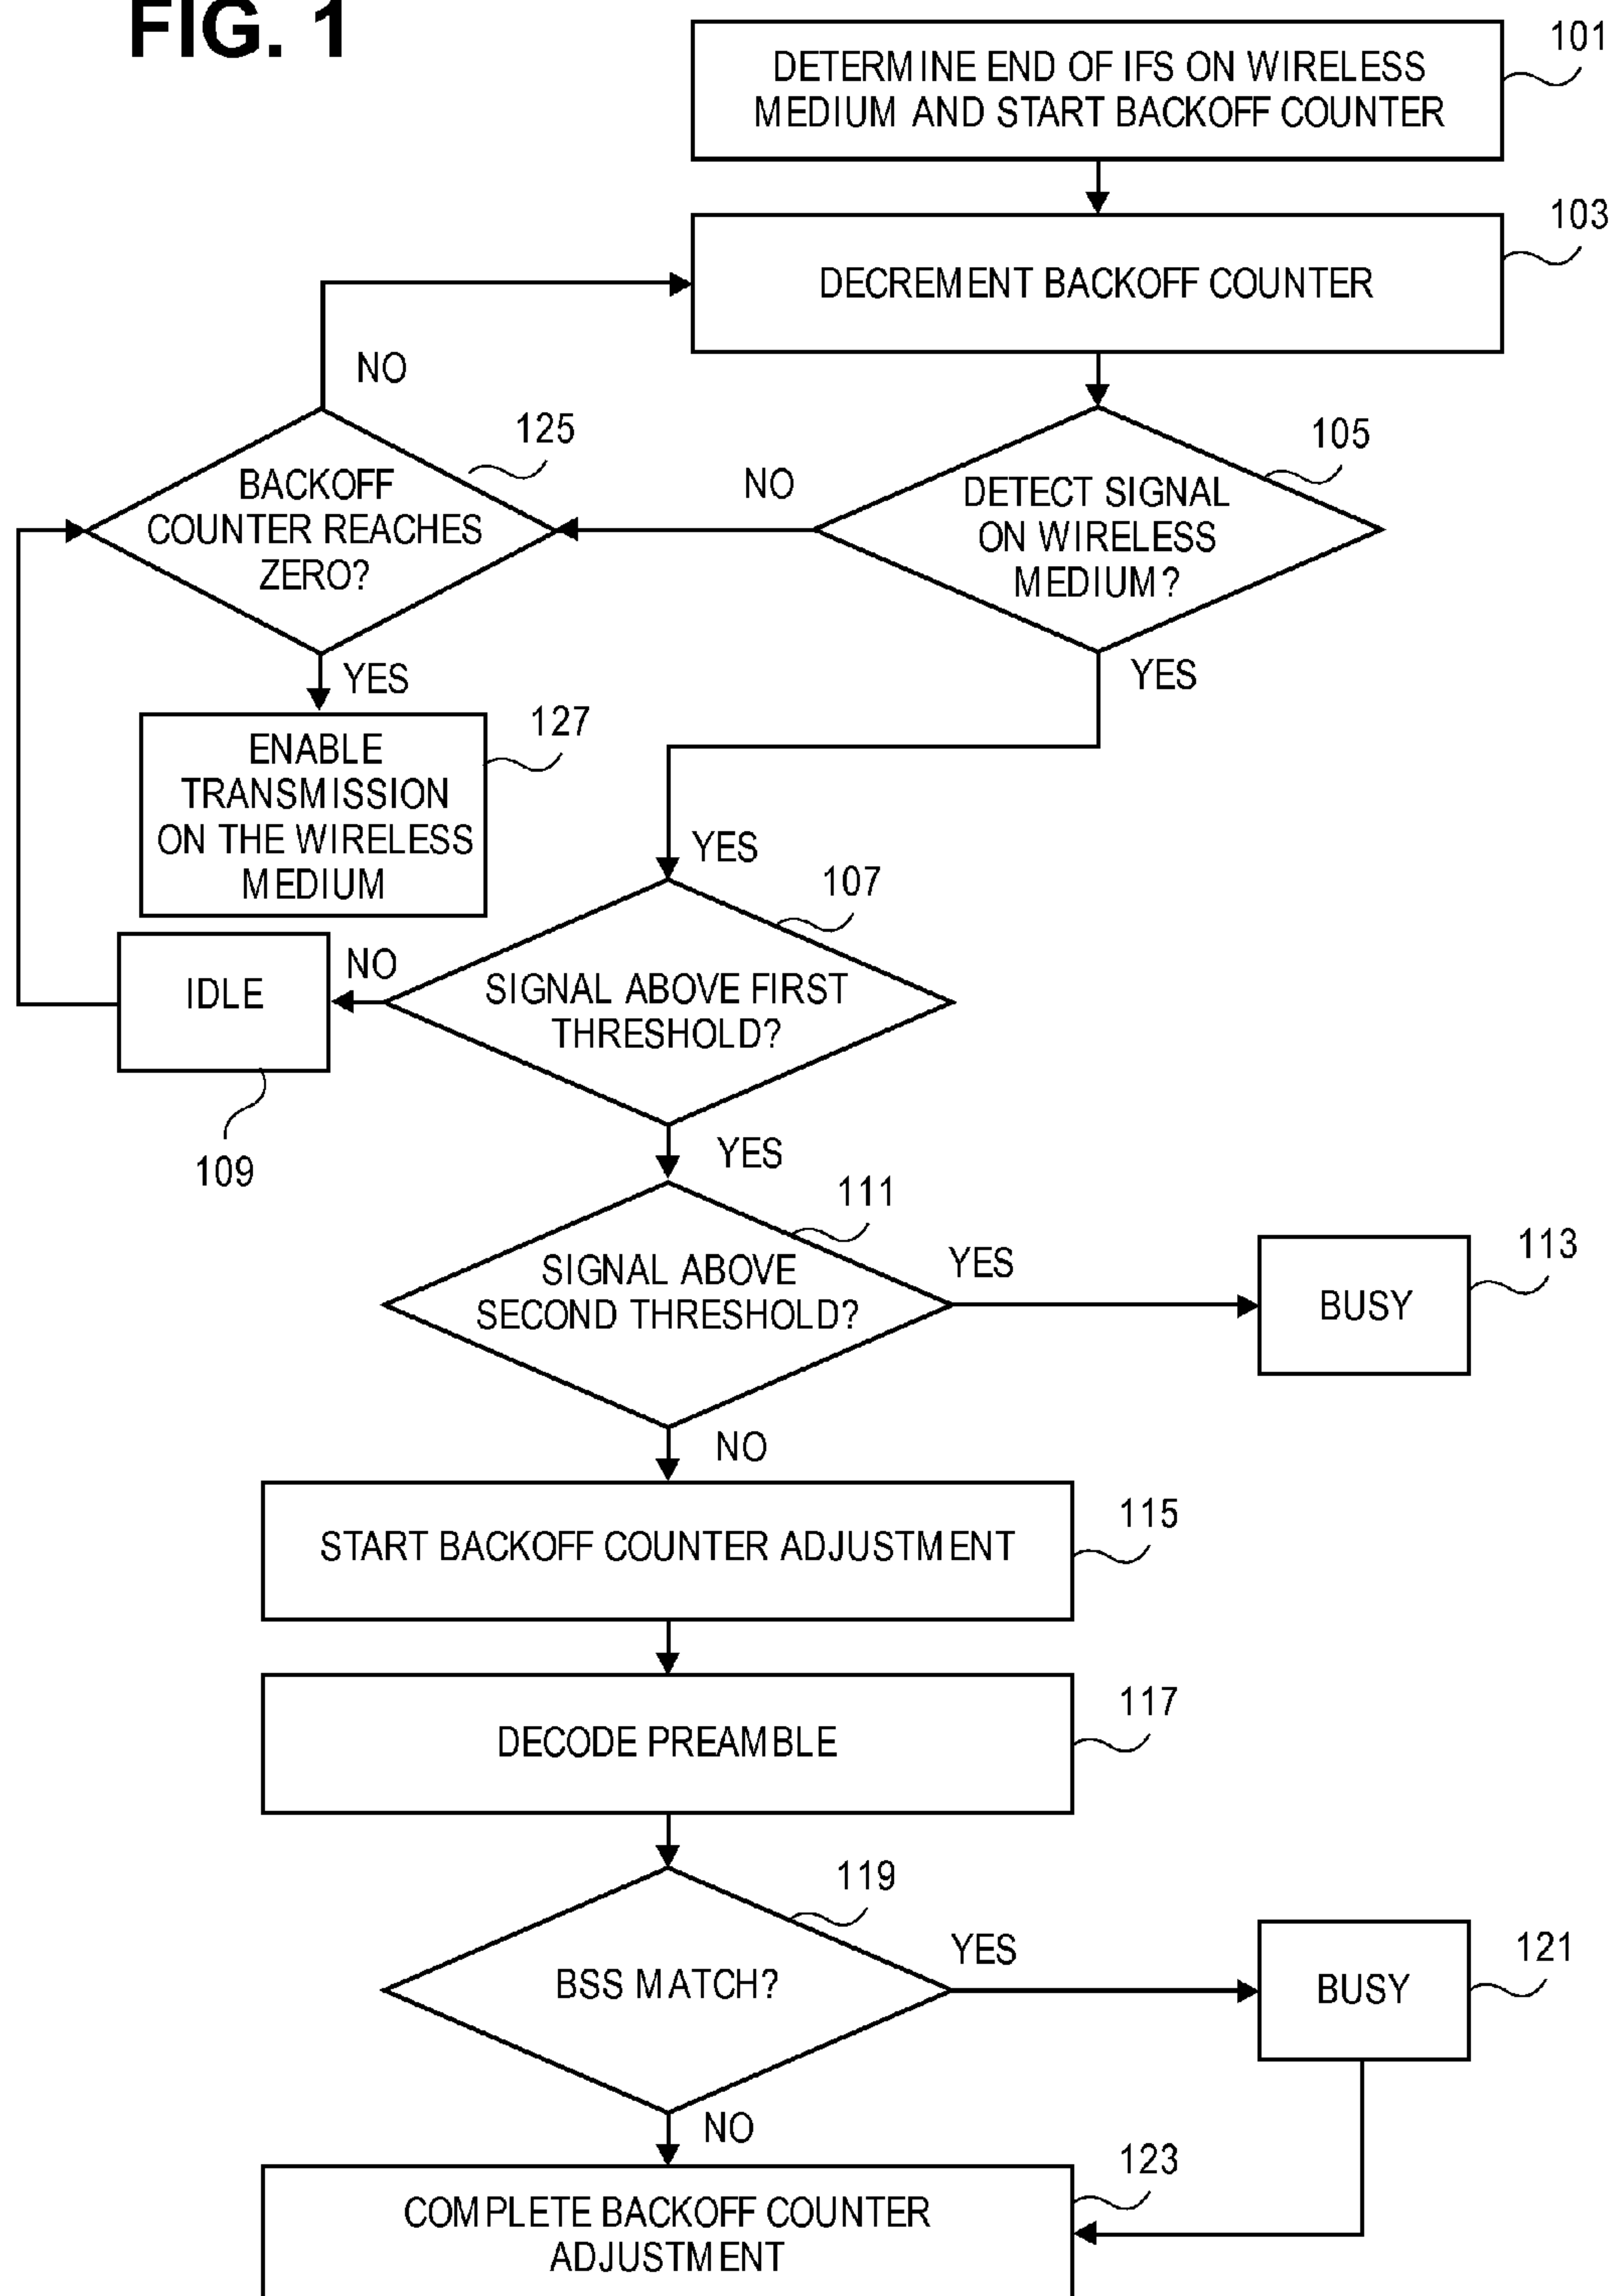 FIG. 1
DETERMINE END OF IFS ON WIRELESS
MEDIUM AND START BACKOFF COUNTER
101
DECREMENT BACKOFF COUNTER
103
NO
BACKOFF
COUNTER REACHES
ZERO?
125
NO
DETECT SIGNAL
ON WIRELESS
MEDIUM?
105
YES
YES
ENABLE
TRANSMISSION
ON THE WIRELESS
MEDIUM
127
YES
107
SIGNAL ABOVE FIRST
THRESHOLD?
NO
IDLE
109
YES
111
SIGNAL ABOVE
SECOND THRESHOLD?
YES
BUSY
113
NO
START BACKOFF COUNTER ADJUSTMENT
115
DECODE PREAMBLE
117
119
BSS MATCH?
YES
BUSY
121
NO
COMPLETE BACKOFF COUNTER
ADJUSTMENT
123